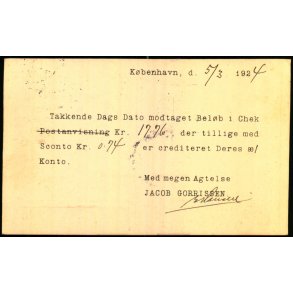 København, d. 5/3 1924
Takkende Dags Dato modtaget Beløb i Chek
Postanvisning Kr. 17.76 der tillige med
Sconto Kr. 0.74 er crediteret Deres æ/
Konto.
Med megen Agtelse
JACOB GORRISSEN